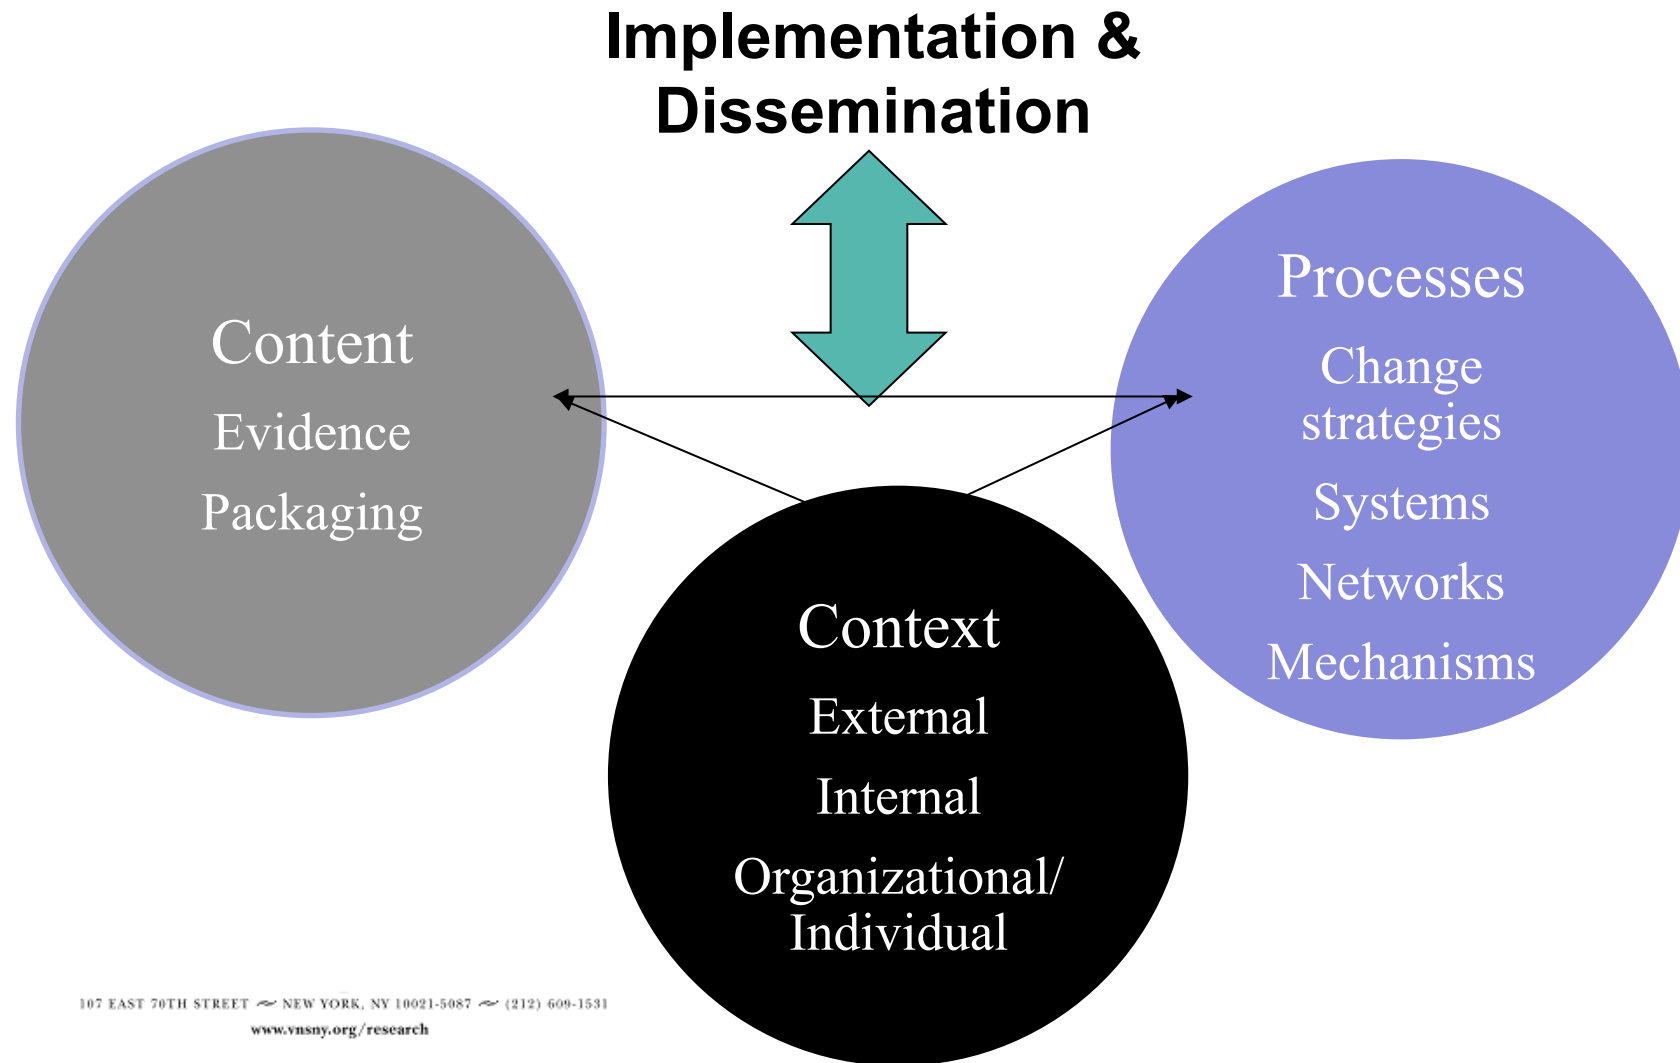 Implementation &
Dissemination
Content
Evidence
Packaging
Processes
Change
strategies
Systems
Networks
Mechanisms
Context
External
Internal
Organizational/
Individual
107 EAST 70TH STREET ~ NEW YORK, NY 10021-5087 ~ (212) 609-1531
www.vnsny.org/research